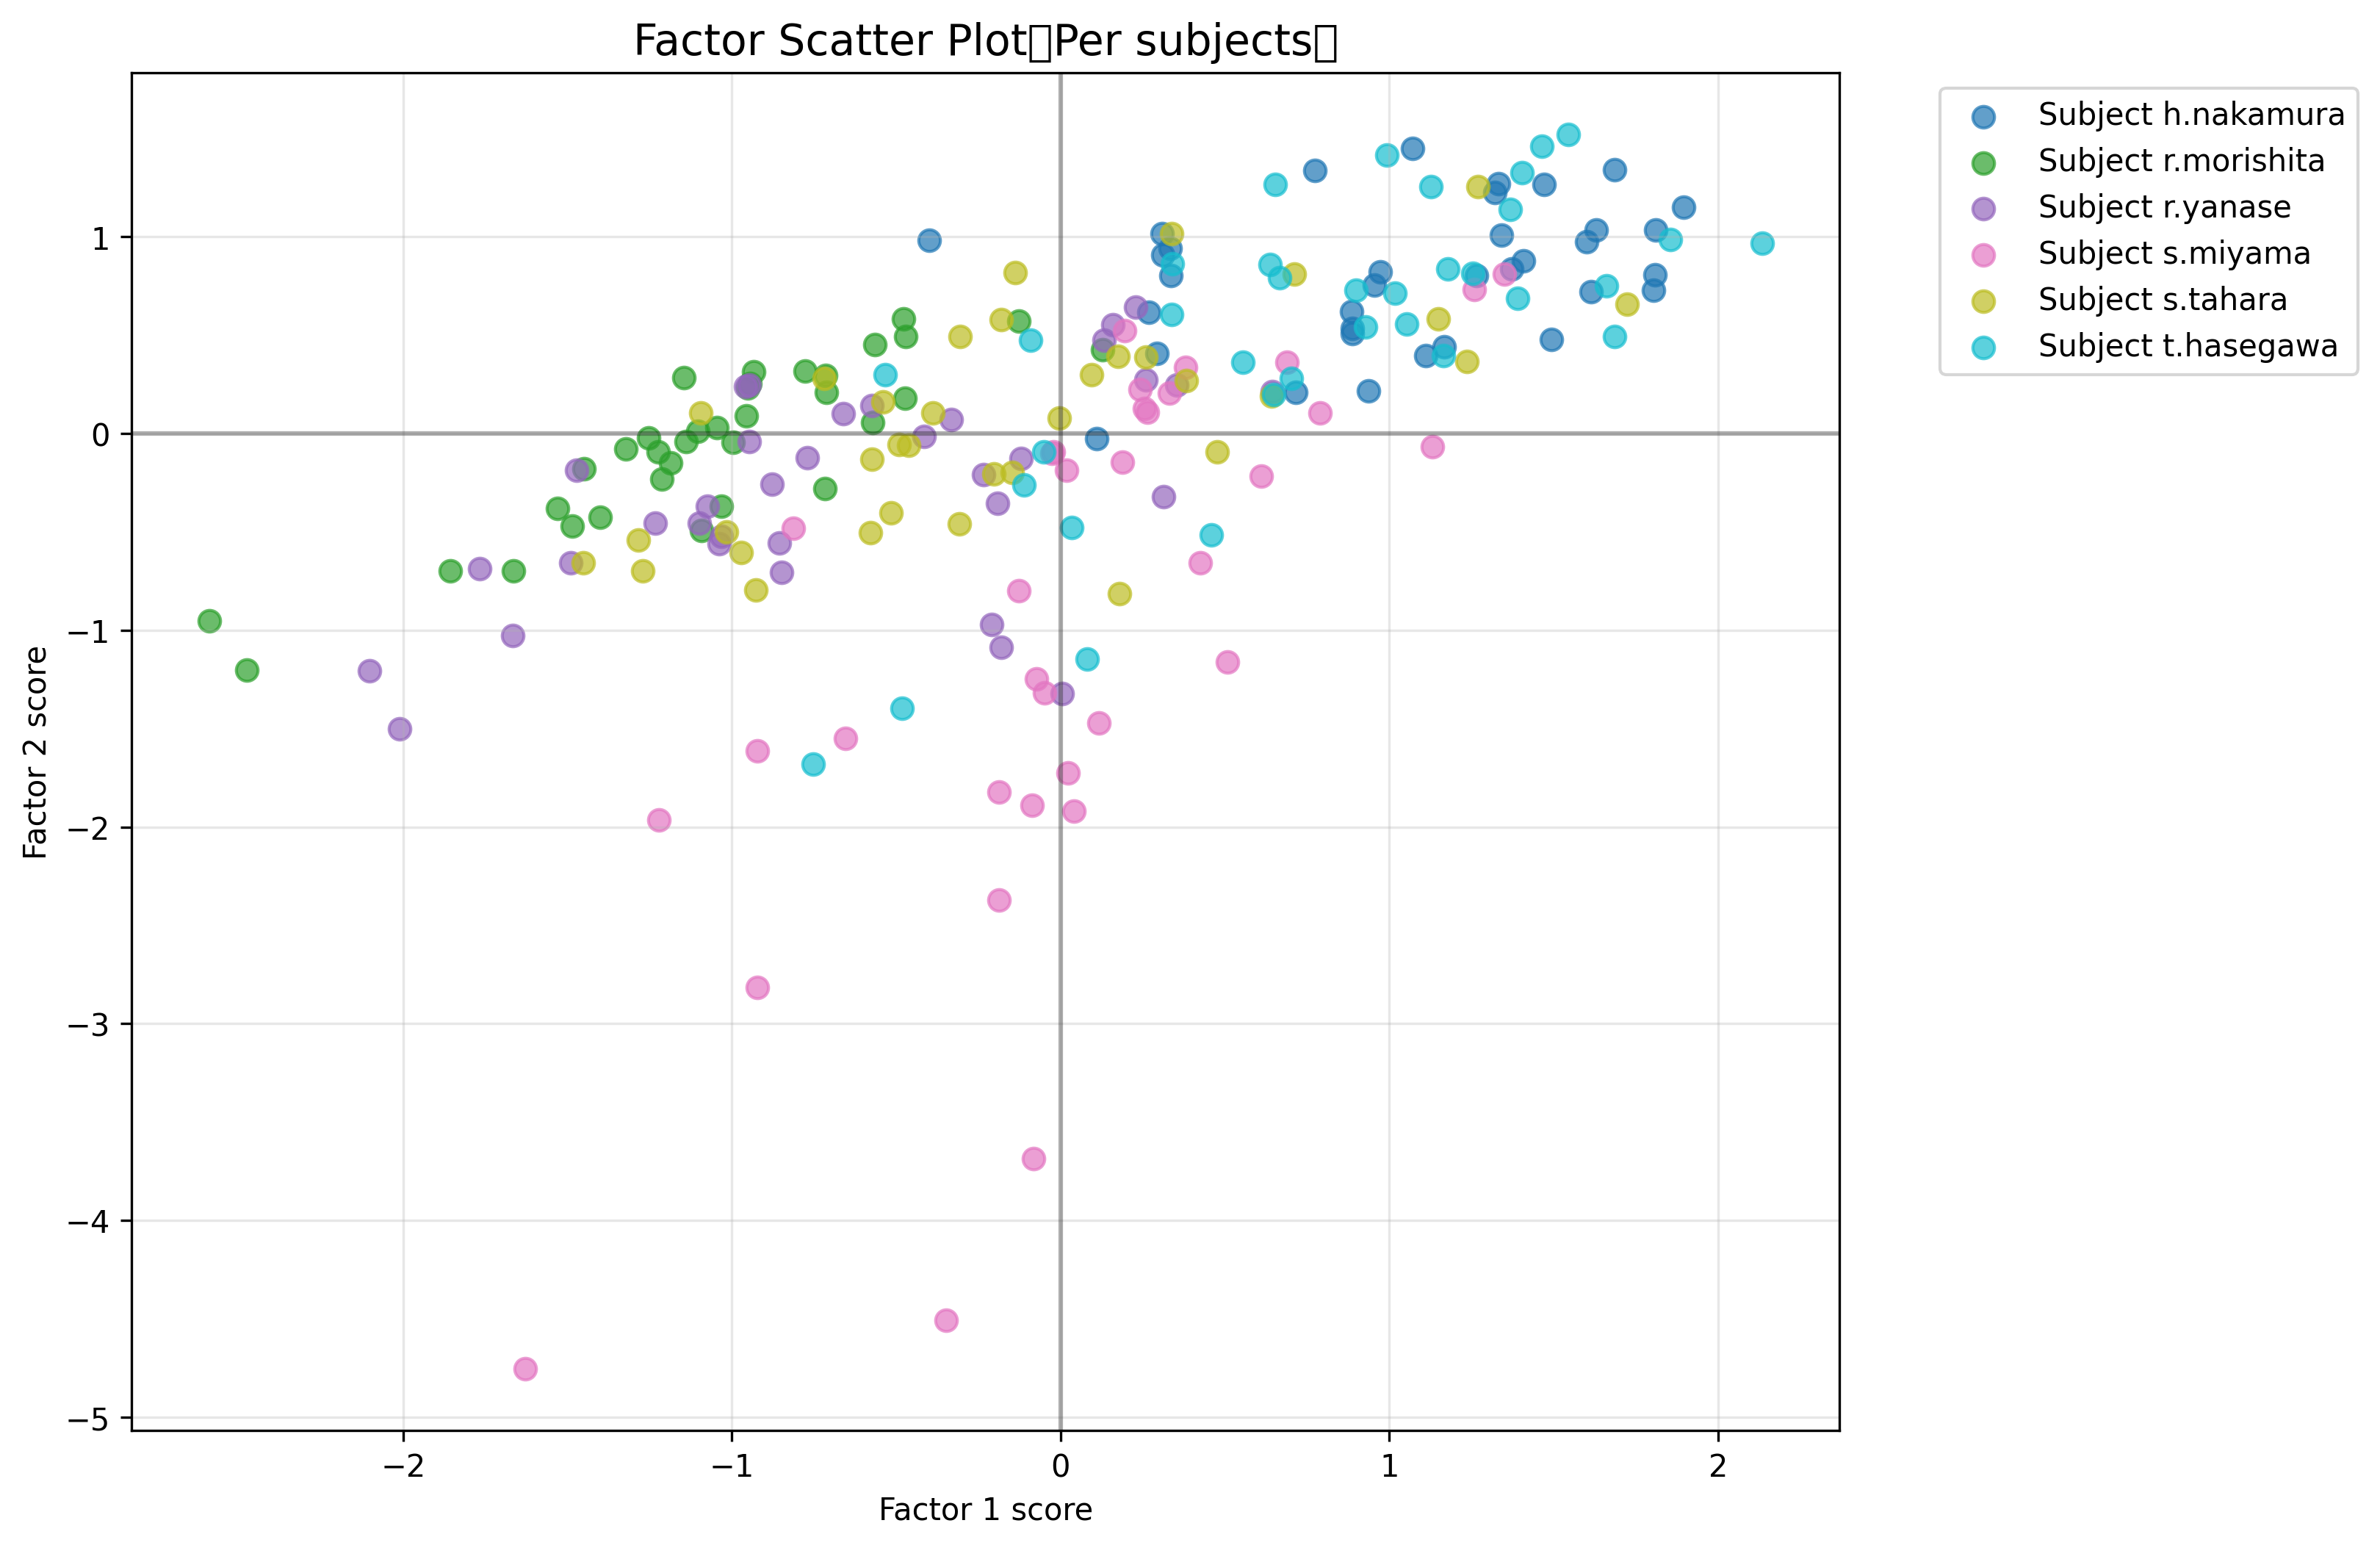 Factor Scatter Plot▯Per subjects▯
Subject h.nakamura
Subject r.morishita
Subject r.yanase
Subject s.miyama
Subject s.tahara
Subject t.hasegawa
Factor 2 score
1
0
−1
−2
−3
−4
−5
−2
−1
0
1
2
Factor 1 score